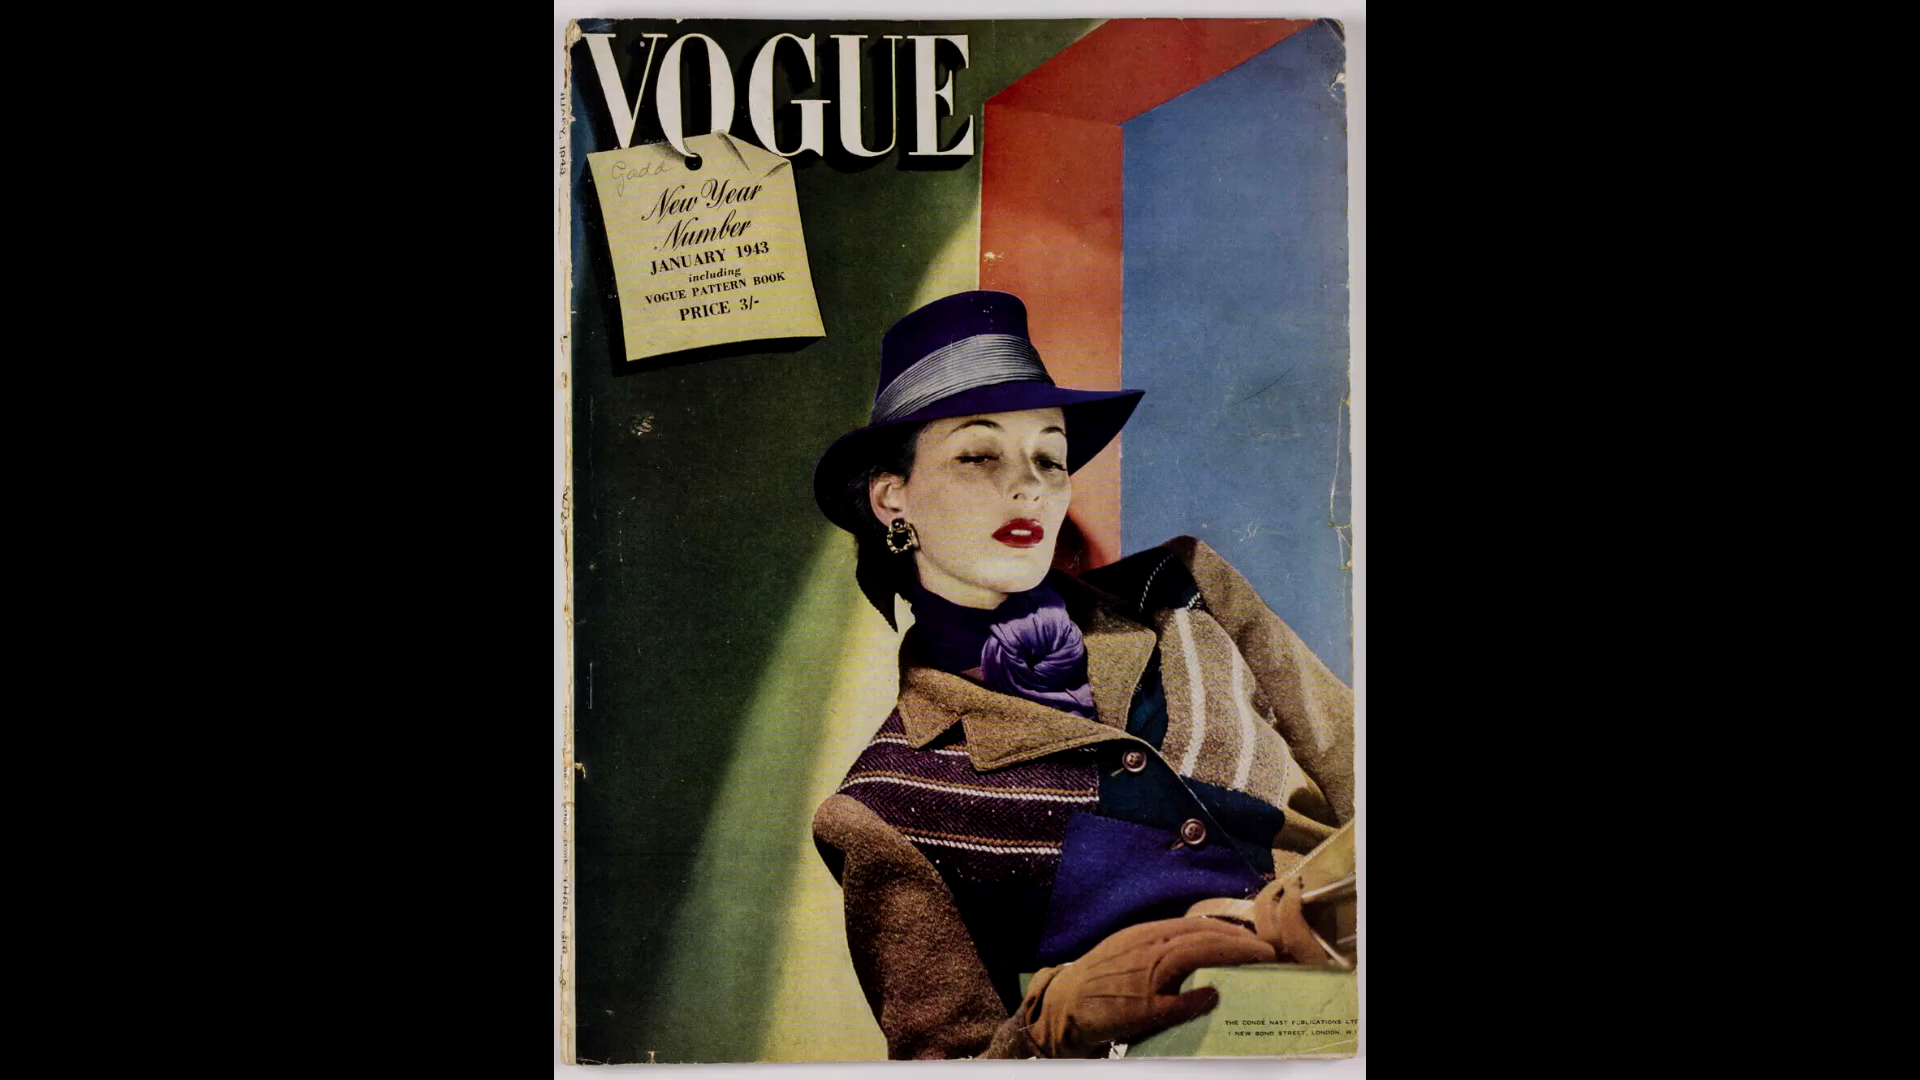 VOGUE
Gadd
New Year
Number
JANUARY 1943
including
VOGUE PATTERN BOOK
PRICE 3/-
THE CONDÉ NAST PUBLICATIONS LTD
1 NEW BOND STREET, LONDON, W.1